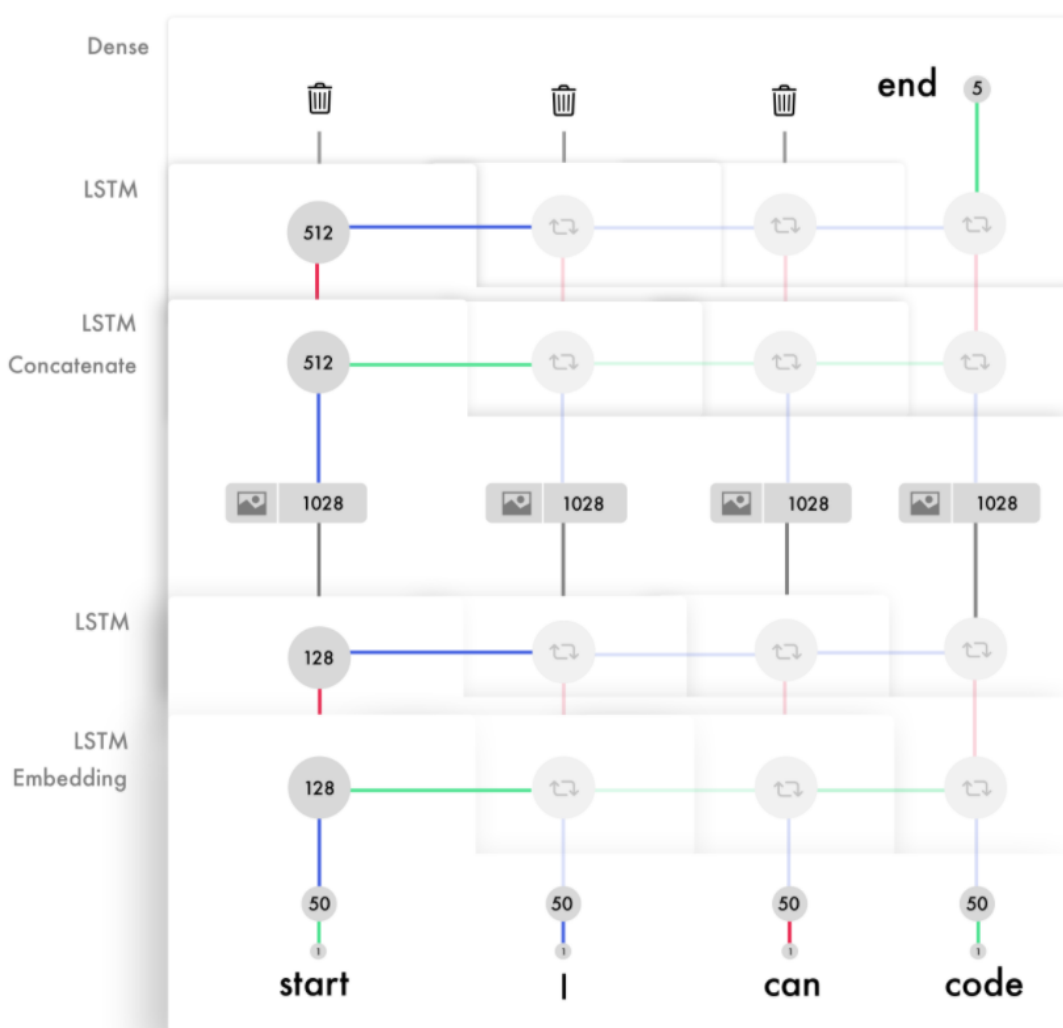 Dense
end 5
LSTM
512
LSTM
Concatenate
512
1028 1028 1028 1028
LSTM
128
LSTM
Embedding
128
50 50 50 50
1 1 1 1
start I can code